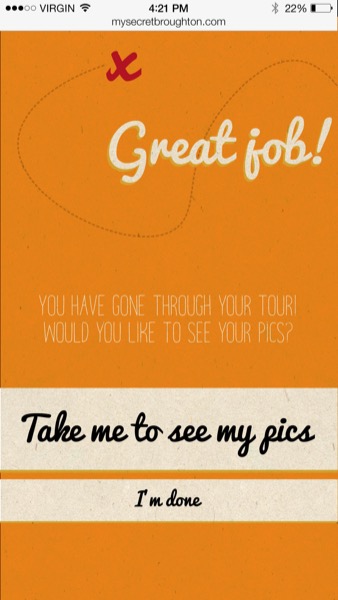 VIRGIN 4:21 PM 22%
mysecretbroughton.com
x
Great job!
YOU HAVE GONE THROUGH YOUR TOUR!
WOULD YOU LIKE TO SEE YOUR PICS?
Take me to see my pics
I'm done